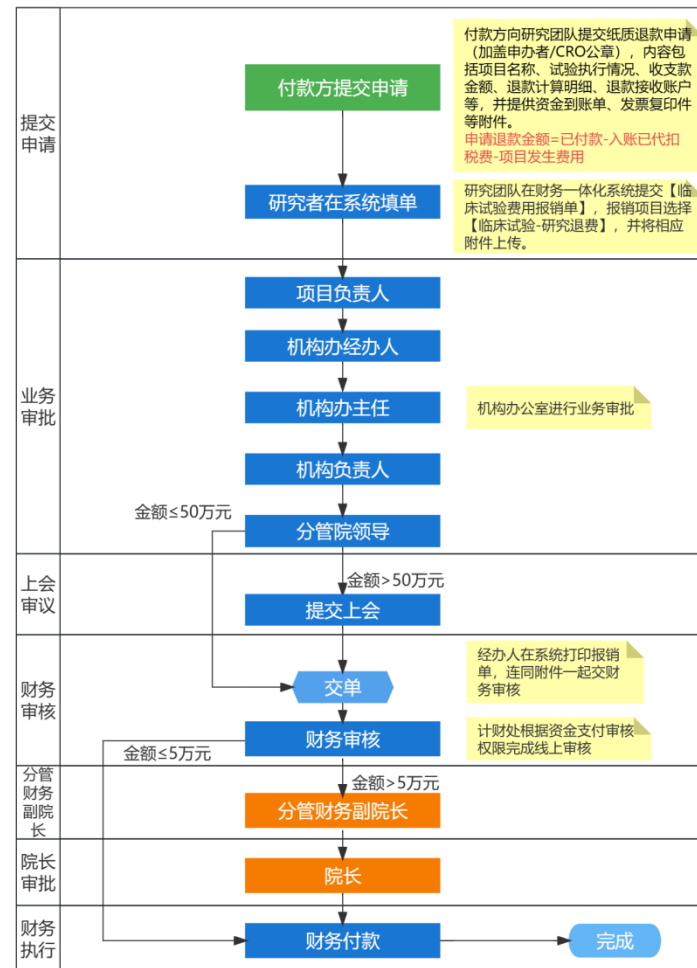 提交
申请
付款方提交申请
付款方向研究团队提交纸质退款申请
（加盖申办者/CRO公章），内容包
括项目名称、试验执行情况、收支款
金额、退款计算明细、退款接收账户
等，并提供资金到账单、发票复印件
等附件。
申请退款金额=已付款-入账已代扣
税费-项目发生费用
研究者在系统填单
研究团队在财务一体化系统提交【临
床试验费用报销单】，报销项目选择
【临床试验-研究退费】，并将相应
附件上传。
业务
审批
项目负责人
机构办经办人
机构办主任
机构办公室进行业务审批
机构负责人
金额≤50万元
分管院领导
上会
审议
金额>50万元
提交上会
财务
审核
交单
经办人在系统打印报销
单，连同附件一起交财
务审核
财务审核
计财处根据资金支付审核
权限完成线上审核
金额≤5万元
分管
财务
副院
长
金额>5万元
分管财务副院长
院长
审批
院长
财务
执行
财务付款
完成